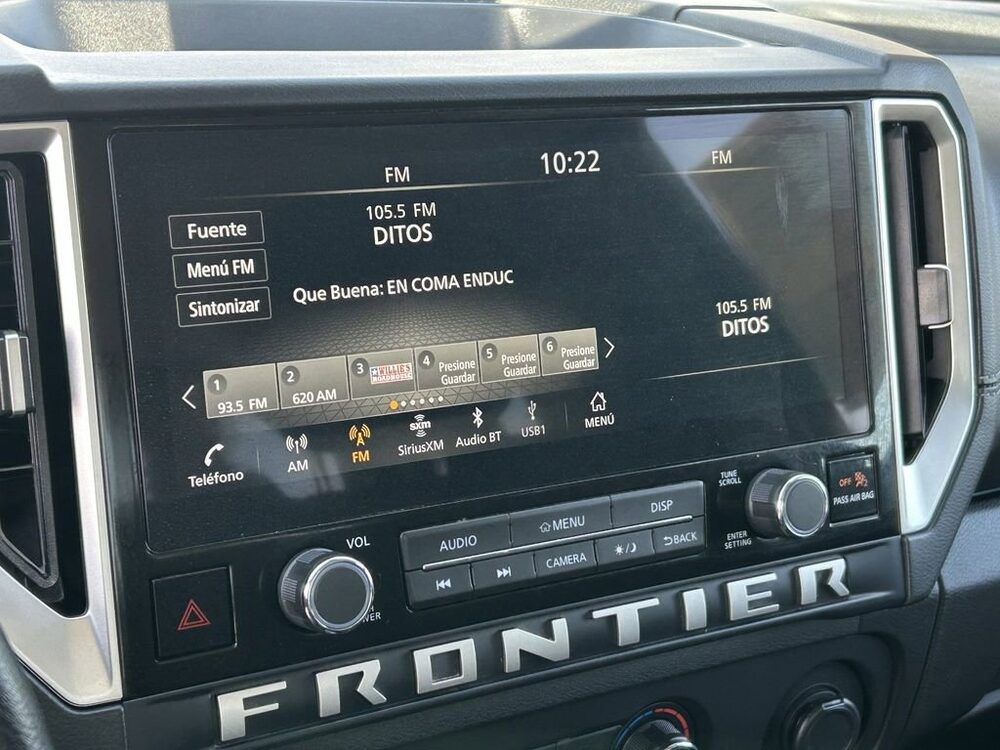 FM
10:22
FM
105.5 FM
DITOS
Fuente
Menú FM
Sintonizar
Que Buena: EN COMA ENDUC
105.5 FM
DITOS
1
93.5 FM
2
620 AM
3
WILLIE'S
ROADHOUSE
4
Presione
Guardar
5
Presione
Guardar
6
Presione
Guardar
Teléfono
AM
FM
sxm
SiriusXM
Audio BT
USB1
MENÚ
TUNE
SCROLL
OFF
2
PASS AIR BAG
VOL
AUDIO
MENU
DISP
CAMERA
BACK
ENTER
SETTING
FRONTIER